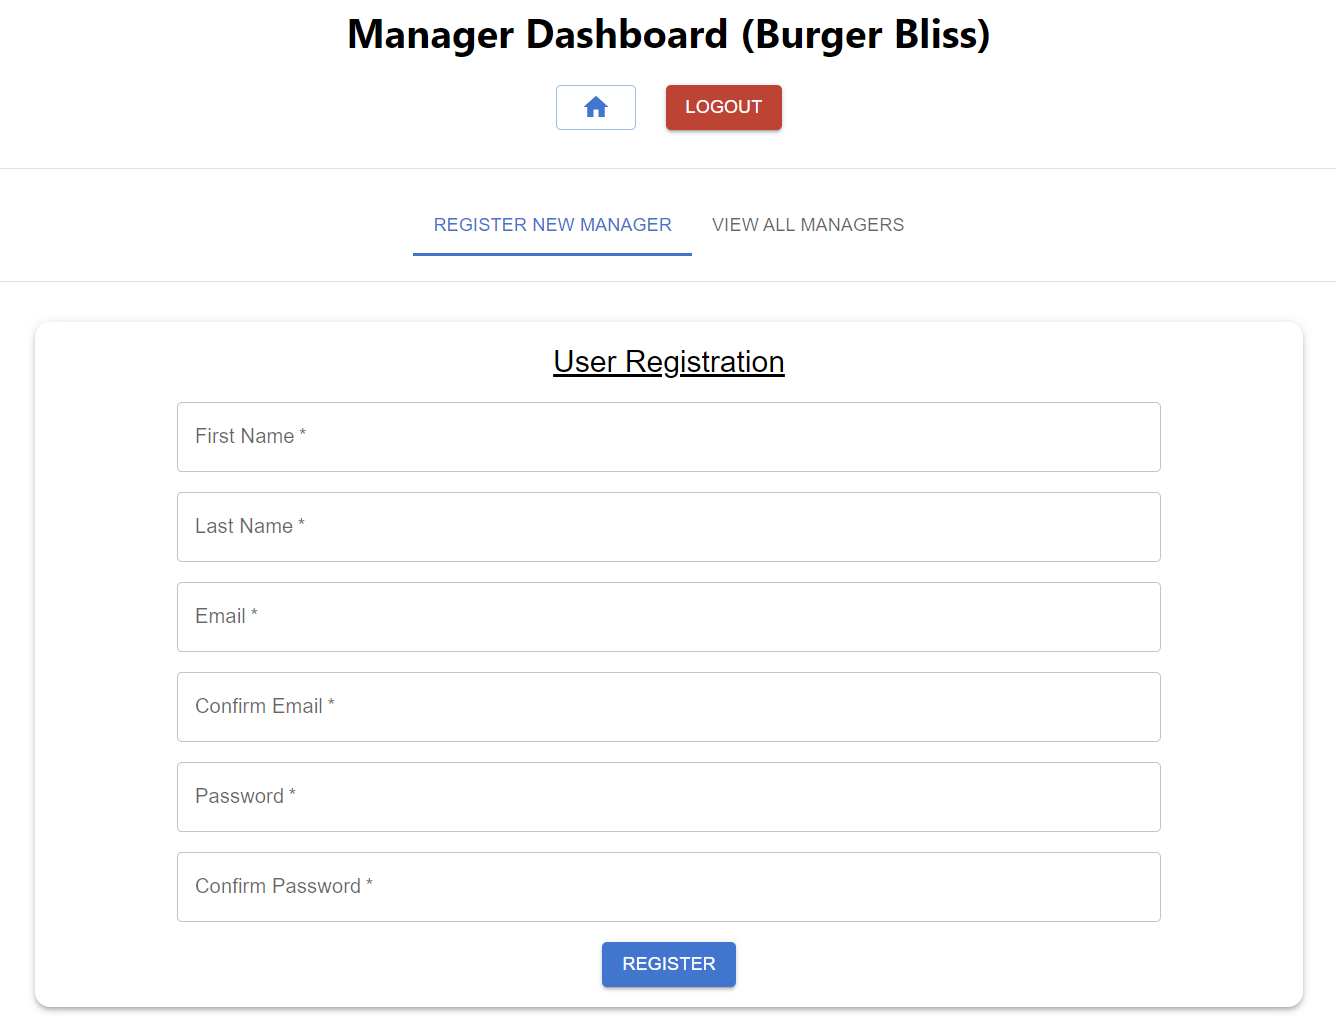 Manager Dashboard (Burger Bliss)
LOGOUT
REGISTER NEW MANAGER VIEW ALL MANAGERS
User Registration
First Name *
Last Name *
Email *
Confirm Email *
Password *
Confirm Password *
REGISTER